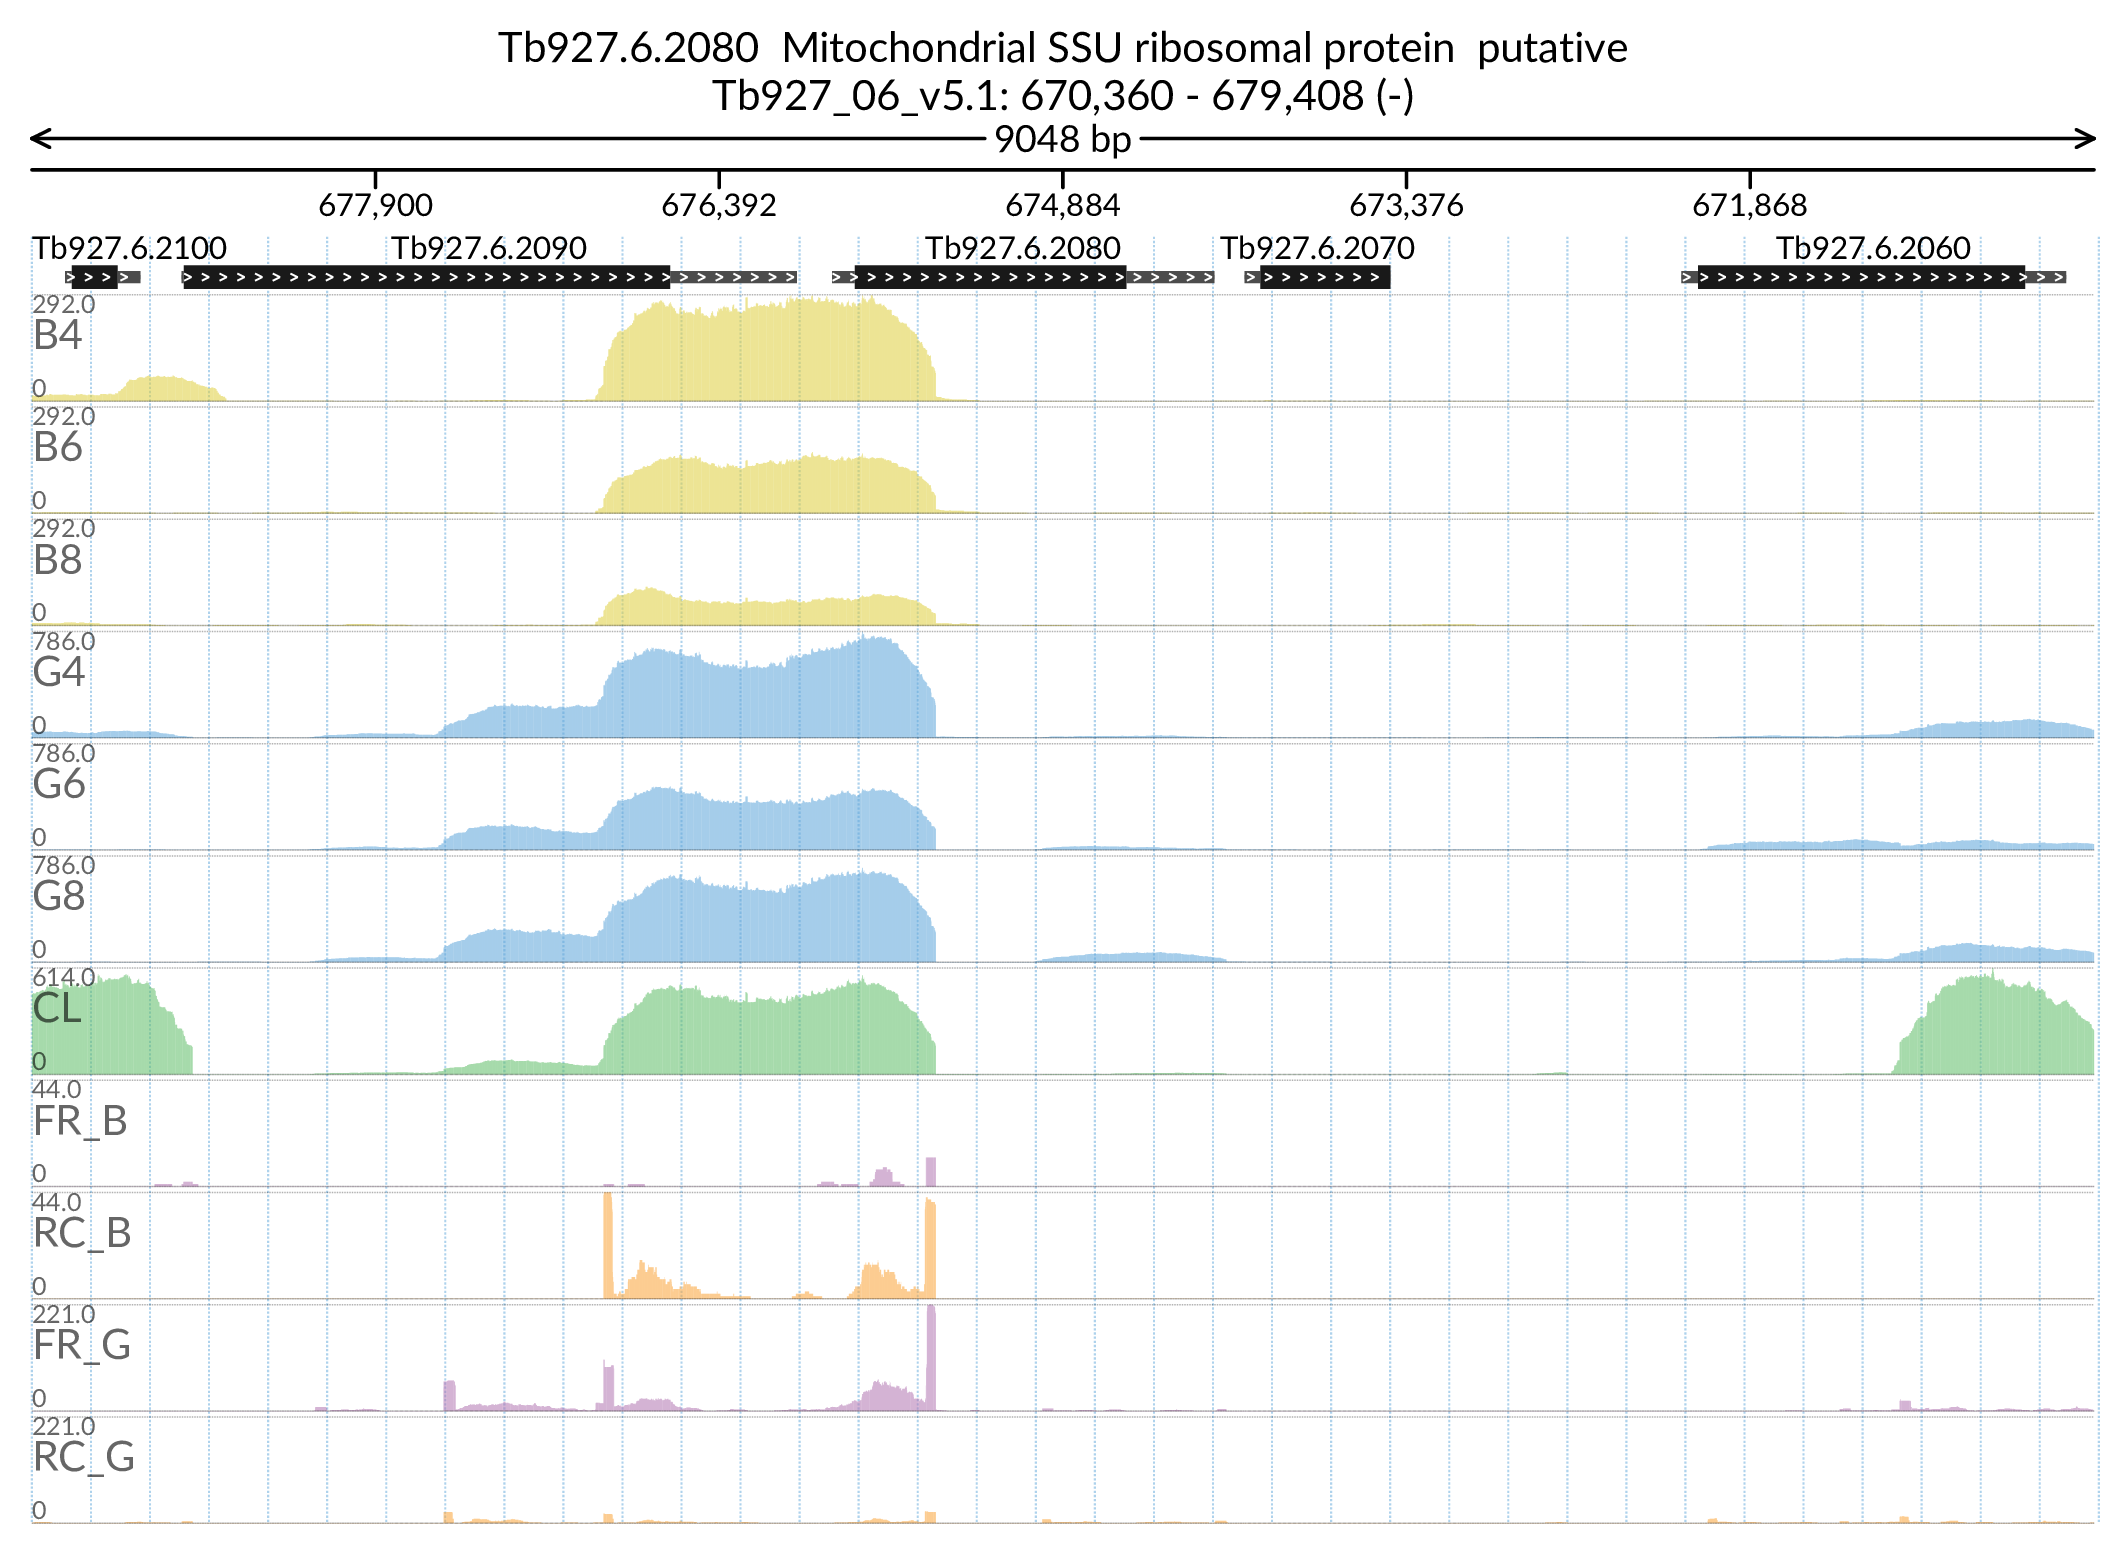 Tb927.6.2080  Mitochondrial SSU ribosomal protein  putative
Tb927_06_v5.1: 670,360 - 679,408 (-)
9048 bp
677,900 676,392 674,884 673,376 671,868
Tb927.6.2100 Tb927.6.2090 Tb927.6.2080 Tb927.6.2070 Tb927.6.2060
292.0
B4
0
292.0
B6
0
292.0
B8
0
786.0
G4
0
786.0
G6
0
786.0
G8
0
614.0
CL
0
44.0
FR_B
0
44.0
RC_B
0
221.0
FR_G
0
221.0
RC_G
0